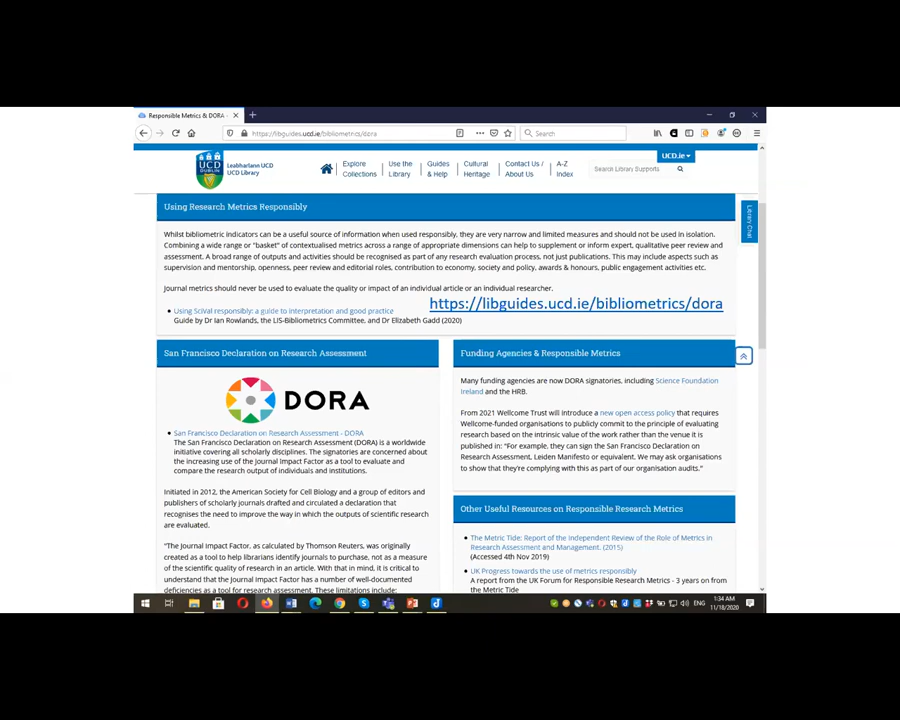 Responsible Metrics & DORA -
https://libguides.ucd.ie/bibliometrics/dora
Search
UCD
DUBLIN
Leabharlann UCD
UCD Library
Explore
Collections
Use the
Library
Guides
& Help
Cultural
Heritage
Contact Us /
About Us
A-Z
Index
UCD.ie
Search Library Supports
Library Chat
Using Research Metrics Responsibly
Whilst bibliometric indicators can be a useful source of information when used responsibly, they are very narrow and limited measures and should not be used in isolation.
Combining a wide range or "basket" of contextualised metrics across a range of appropriate dimensions can help to supplement or inform expert, qualitative peer review and
assessment. A broad range of outputs and activities should be recognised as part of any research evaluation process, not just publications. This may include aspects such as
supervision and mentorship, openness, peer review and editorial roles, contribution to economy, society and policy, awards & honours, public engagement activities etc.
Journal metrics should never be used to evaluate the quality or impact of an individual article or an individual researcher.
https://libguides.ucd.ie/bibliometrics/dora
Using SciVal responsibly: a guide to interpretation and good practice
Guide by Dr Ian Rowlands, the LIS-Bibliometrics Committee, and Dr Elizabeth Gadd (2020)
San Francisco Declaration on Research Assessment
DORA
San Francisco Declaration on Research Assessment - DORA
The San Francisco Declaration on Research Assessment (DORA) is a worldwide
initiative covering all scholarly disciplines. The signatories are concerned about
the increasing use of the Journal Impact Factor as a tool to evaluate and
compare the research output of individuals and institutions.
Initiated in 2012, the American Society for Cell Biology and a group of editors and
publishers of scholarly journals drafted and circulated a declaration that
recognises the need to improve the way in which the outputs of scientific research
are evaluated.
"The Journal Impact Factor, as calculated by Thomson Reuters, was originally
created as a tool to help librarians identify journals to purchase, not as a measure
of the scientific quality of research in an article. With that in mind, it is critical to
understand that the Journal Impact Factor has a number of well-documented
deficiencies as a tool for research assessment. These limitations include:
Funding Agencies & Responsible Metrics
Many funding agencies are now DORA signatories, including Science Foundation
Ireland and the HRB.
From 2021 Wellcome Trust will introduce a new open access policy that requires
Wellcome-funded organisations to publicly commit to the principle of evaluating
research based on the intrinsic value of the work rather than the venue it is
published in: "For example, they can sign the San Francisco Declaration on
Research Assessment, Leiden Manifesto or equivalent. We may ask organisations
to show that they're complying with this as part of our organisation audits."
Other Useful Resources on Responsible Research Metrics
The Metric Tide: Report of the Independent Review of the Role of Metrics in
Research Assessment and Management. (2015)
(Accessed 4th Nov 2019)
UK Progress towards the use of metrics responsibly
A report from the UK Forum for Responsible Research Metrics - 3 years on from
the Metric Tide
ENG
1:34 AM
11/18/2020